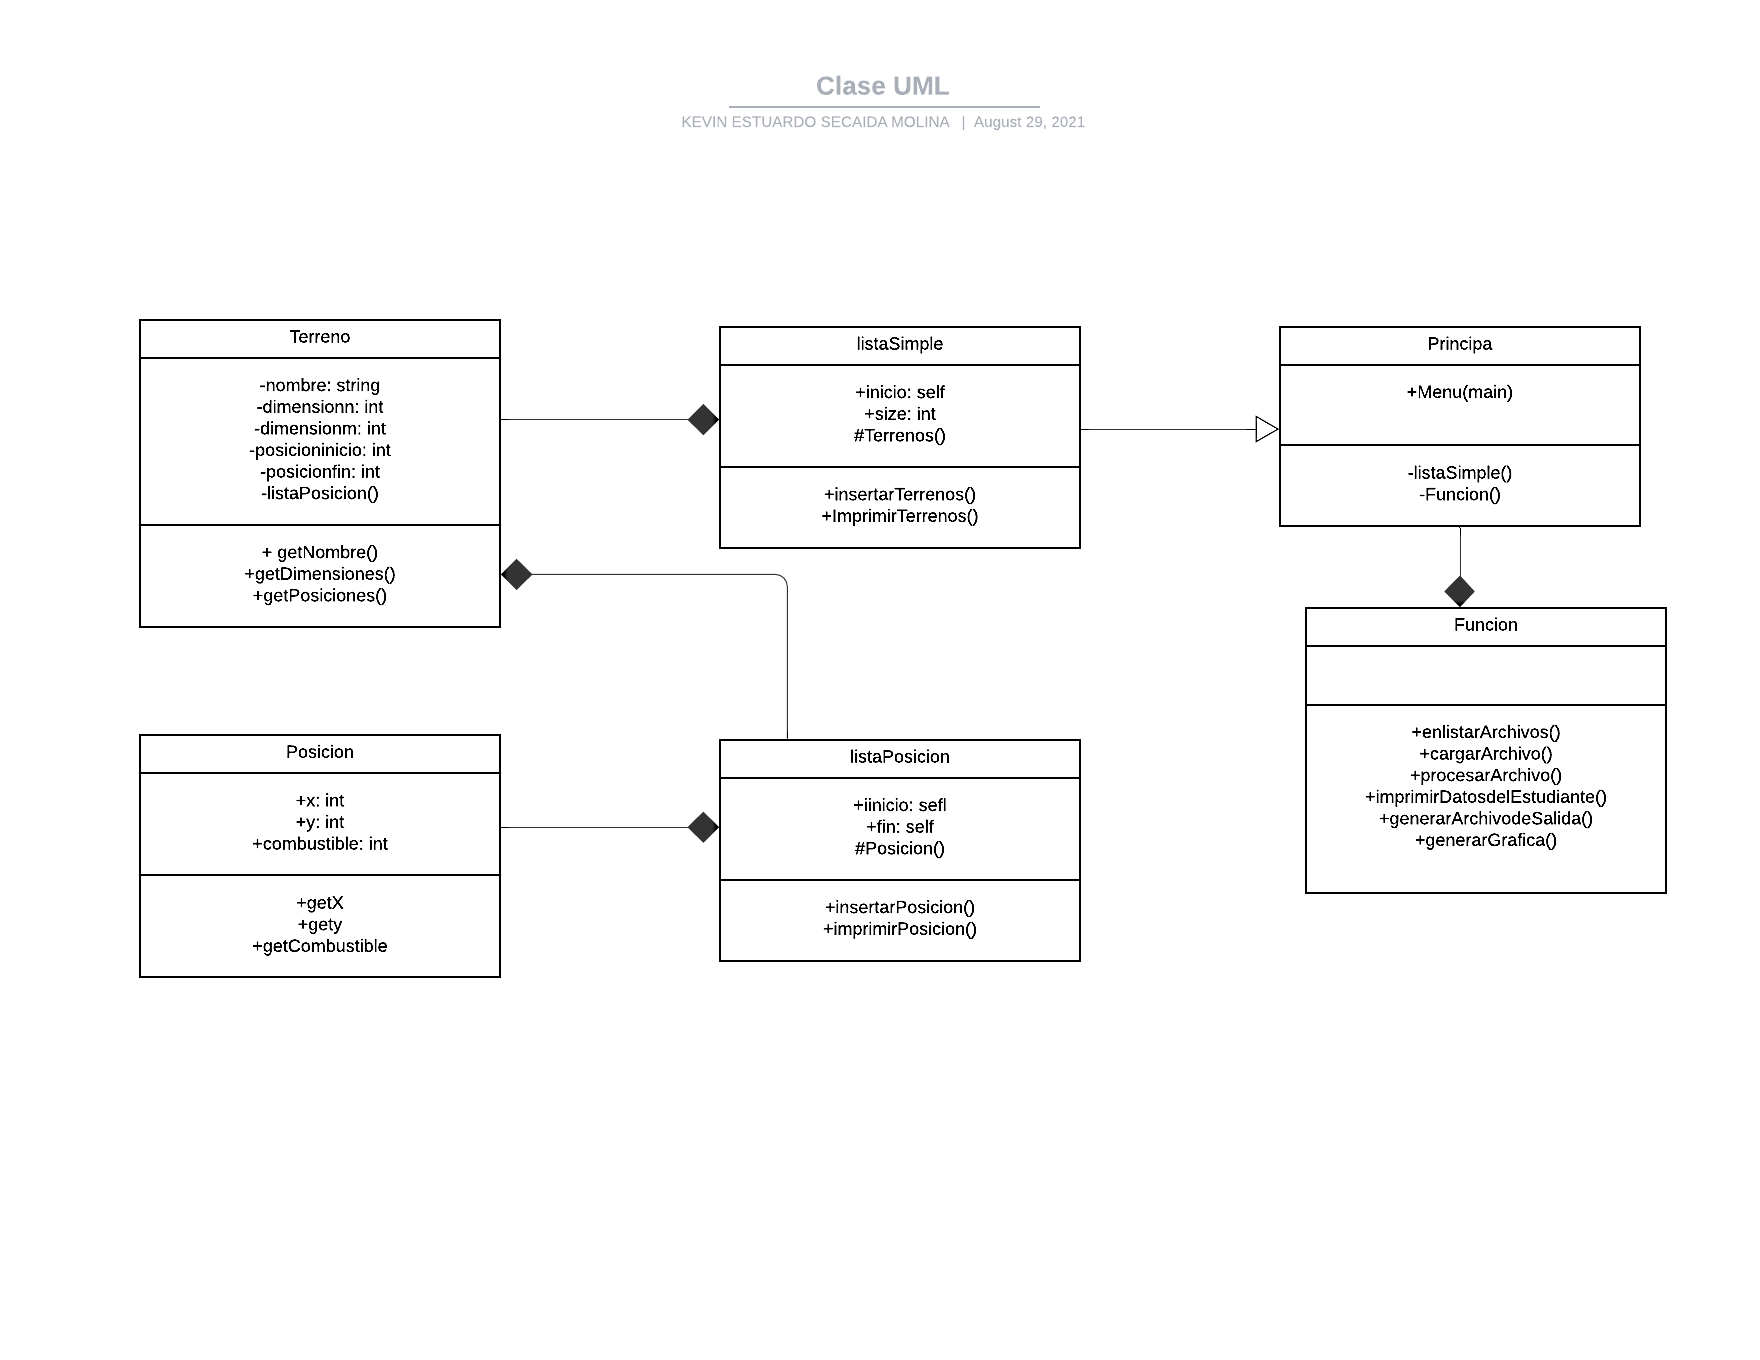 Clase UML
KEVIN ESTUARDO SECAIDA MOLINA | August 29, 2021
Terreno
-nombre: string
-dimensionn: int
-dimensionm: int
-posicioninicio: int
-posicionfin: int
-listaPosicion()
+ getNombre()
+getDimensiones()
+getPosiciones()
listaSimple
+inicio: self
+size: int
#Terrenos()
+insertarTerrenos()
+ImprimirTerrenos()
Principa
+Menu(main)
-listaSimple()
-Funcion()
Funcion
+enlistarArchivos()
+cargarArchivo()
+procesarArchivo()
+imprimirDatosdelEstudiante()
+generarArchivodeSalida()
+generarGrafica()
Posicion
+x: int
+y: int
+combustible: int
+getX
+gety
+getCombustible
listaPosicion
+iinicio: sefl
+fin: self
#Posicion()
+insertarPosicion()
+imprimirPosicion()